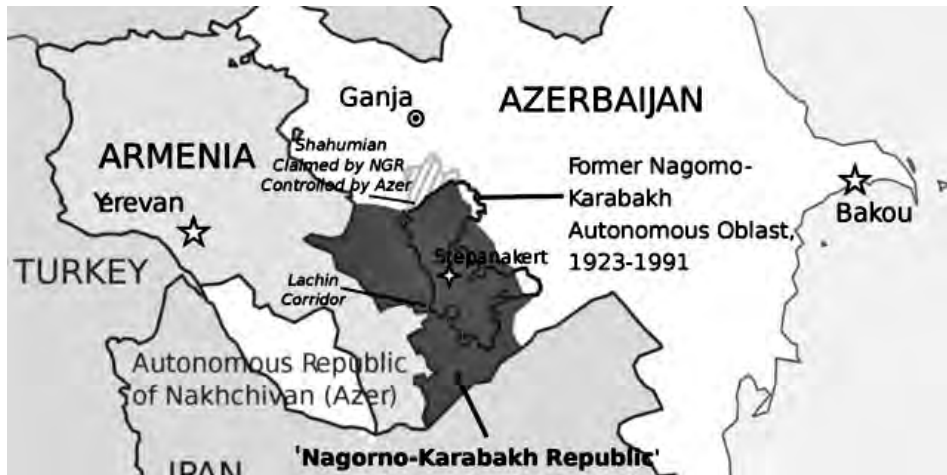 Ganja
AZERBAIJAN
Shahumian
Claimed by NGR
Controlled by Azer
ARMENIA
Yerevan
Former Nagomo-
Karabakh
Autonomous Oblast,
1923-1991
Bakou
Stepanakert
TURKEY
Lachin
Corridor
Autonomous Republic
of Nakhchivan (Azer)
'Nagorno-Karabakh Republic'
IRAN